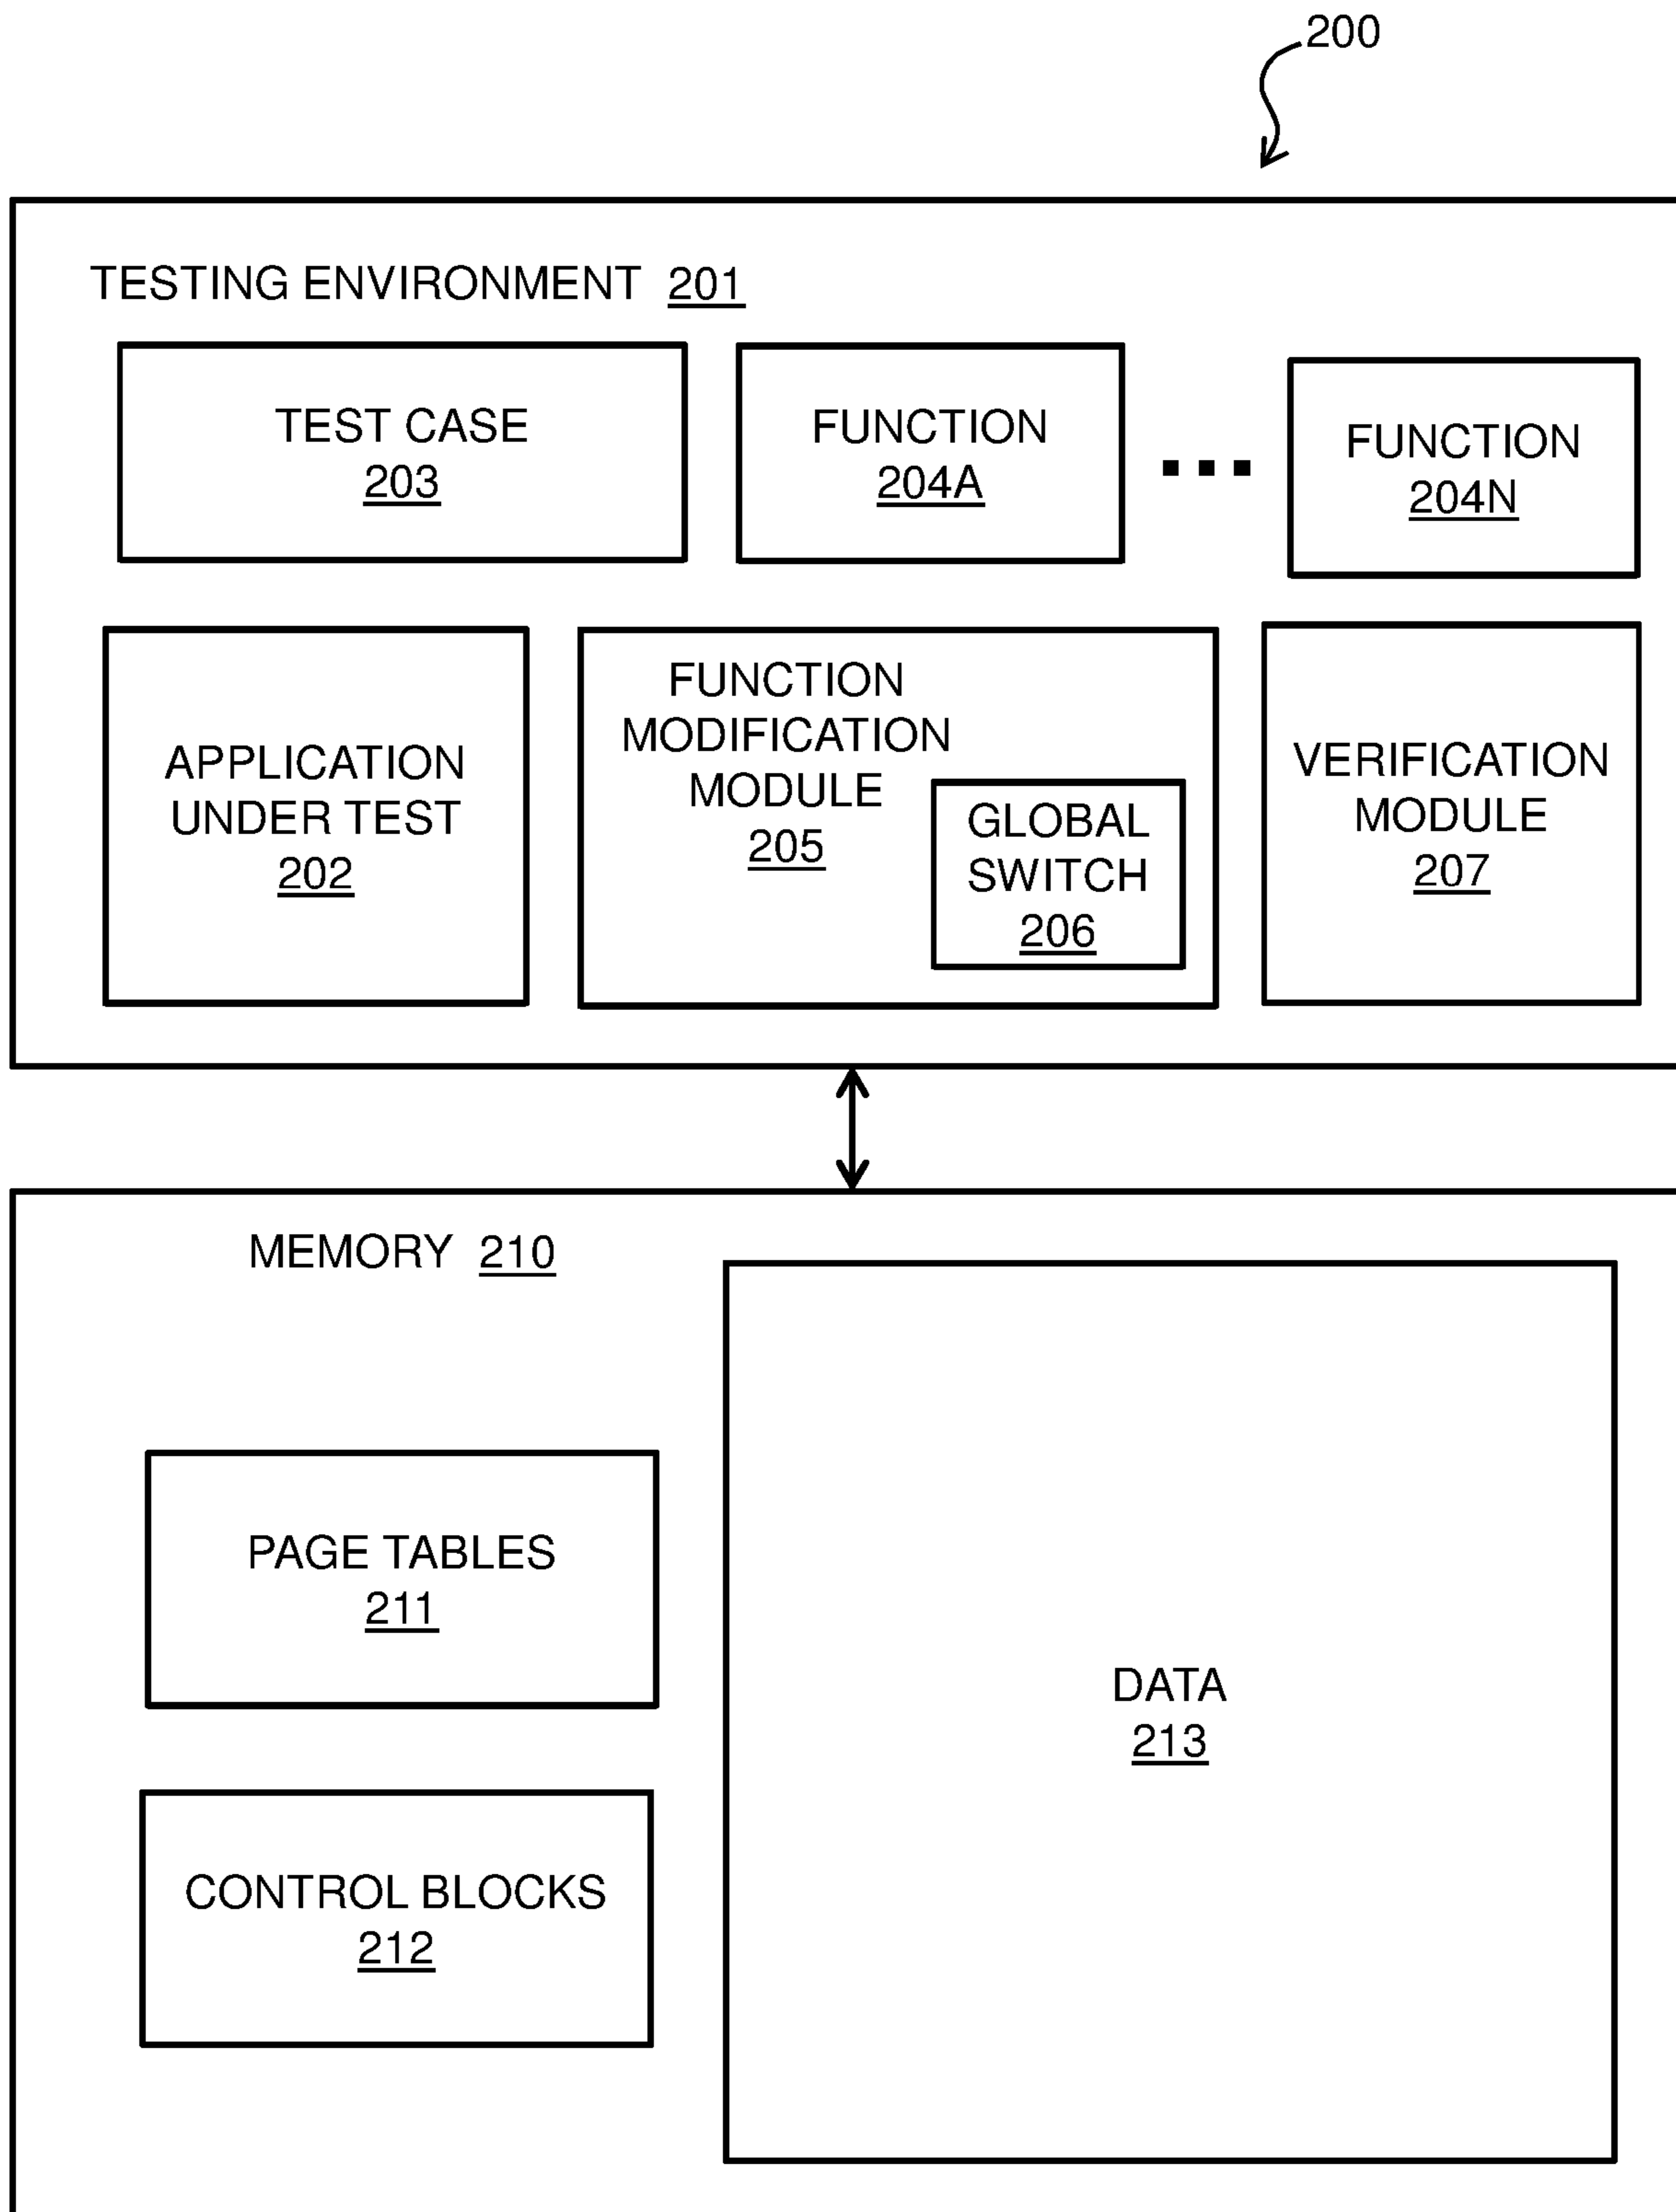 200
TESTING ENVIRONMENT 201
TEST CASE
203
FUNCTION
204A
FUNCTION
204N
APPLICATION
UNDER TEST
202
FUNCTION
MODIFICATION
MODULE
205
GLOBAL
SWITCH
206
VERIFICATION
MODULE
207
MEMORY 210
PAGE TABLES
211
CONTROL BLOCKS
212
DATA
213